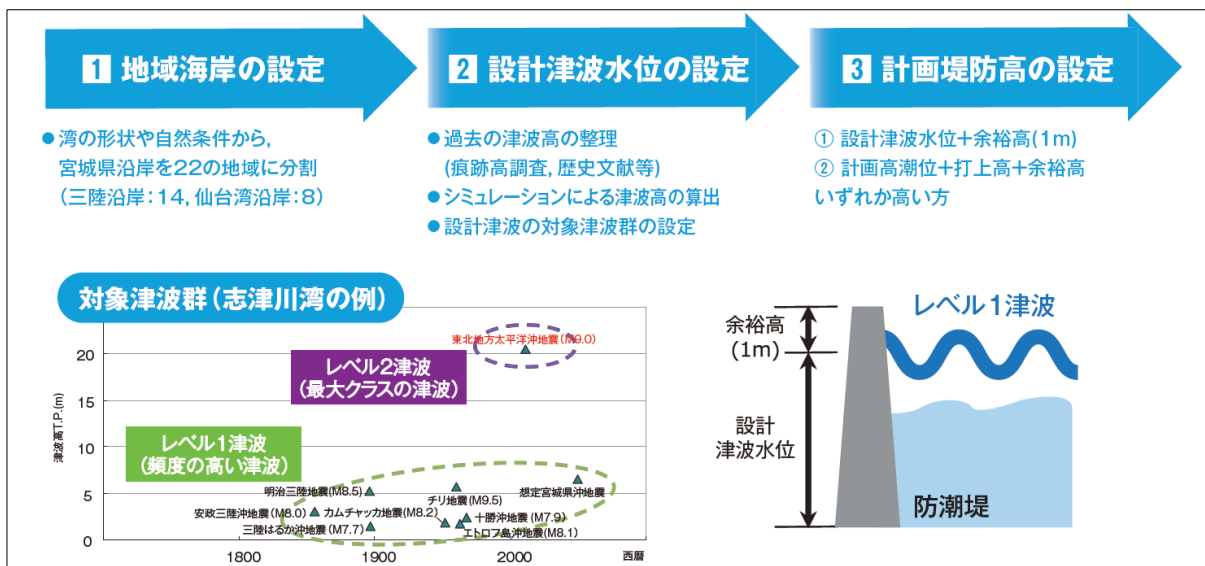 1 地域海岸の設定
2 設計津波水位の設定
3 計画堤防高の設定
●湾の形状や自然条件から,
宮城県沿岸を22の地域に分割
(三陸沿岸:14, 仙台湾沿岸:8)
●過去の津波高の整理
(痕跡高調査, 歴史文献等)
●シミュレーションによる津波高の算出
●設計津波の対象津波群の設定
① 設計津波水位+余裕高(1m)
② 計画高潮位+打上高+余裕高
いずれか高い方
対象津波群(志津川湾の例)
津波高T.P.(m)
20
15
10
5
0
1800
1900
2000
西暦
東北地方太平洋沖地震(M9.0)
レベル2津波
(最大クラスの津波)
レベル1津波
(頻度の高い津波)
明治三陸地震(M8.5)
チリ地震(M9.5)
想定宮城県沖地震
安政三陸沖地震(M8.0)
カムチャッカ地震(M8.2)
十勝沖地震(M7.9)
三陸はるか沖地震(M7.7)
エトロフ島沖地震(M8.1)
レベル1津波
余裕高
(1m)
設計
津波水位
防潮堤